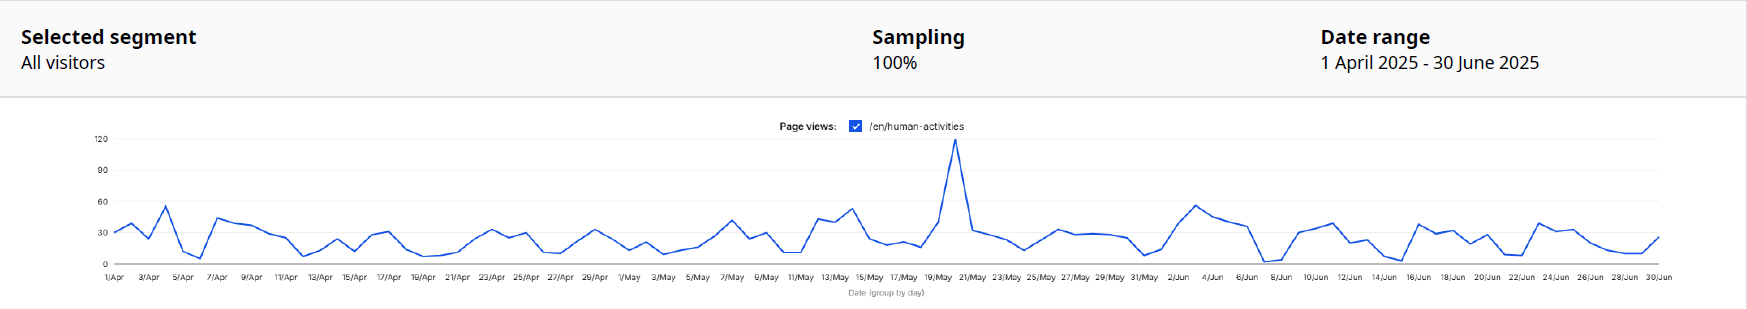 Selected segment
All visitors
Sampling
100%
Date range
1 April 2025 - 30 June 2025
Page views: /en/human-activities
120
90
60
30
0
1/Apr 3/Apr 5/Apr 7/Apr 9/Apr 11/Apr 13/Apr 15/Apr 17/Apr 19/Apr 21/Apr 23/Apr 25/Apr 27/Apr 29/Apr 1/May 3/May 5/May 7/May 9/May 11/May 13/May 15/May 17/May 19/May 21/May 23/May 25/May 27/May 29/May 31/May 2/Jun 4/Jun 6/Jun 8/Jun 10/Jun 12/Jun 14/Jun 16/Jun 18/Jun 20/Jun 22/Jun 24/Jun 26/Jun 28/Jun 30/Jun
Date (group by day)